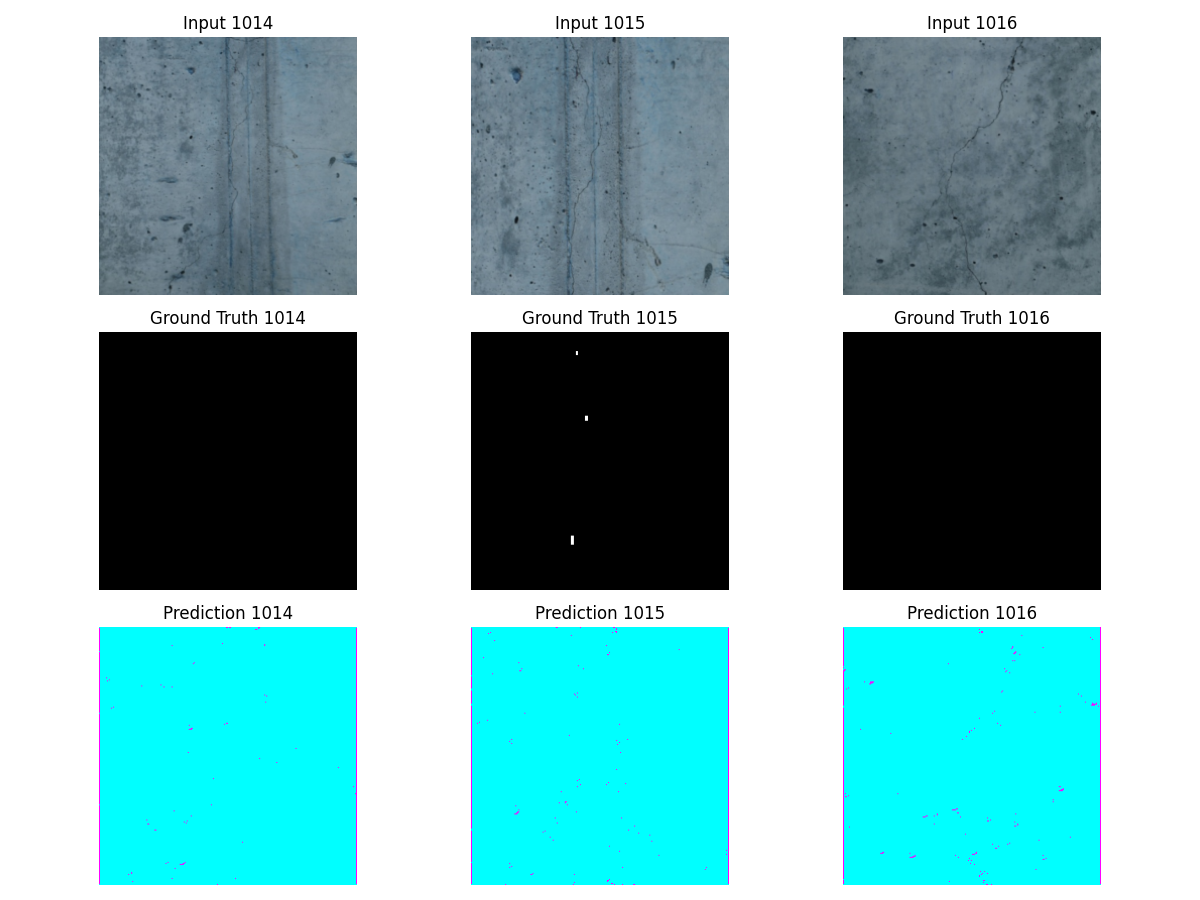 Input 1014
Input 1015
Input 1016
Ground Truth 1014
Ground Truth 1015
Ground Truth 1016
Prediction 1014
Prediction 1015
Prediction 1016